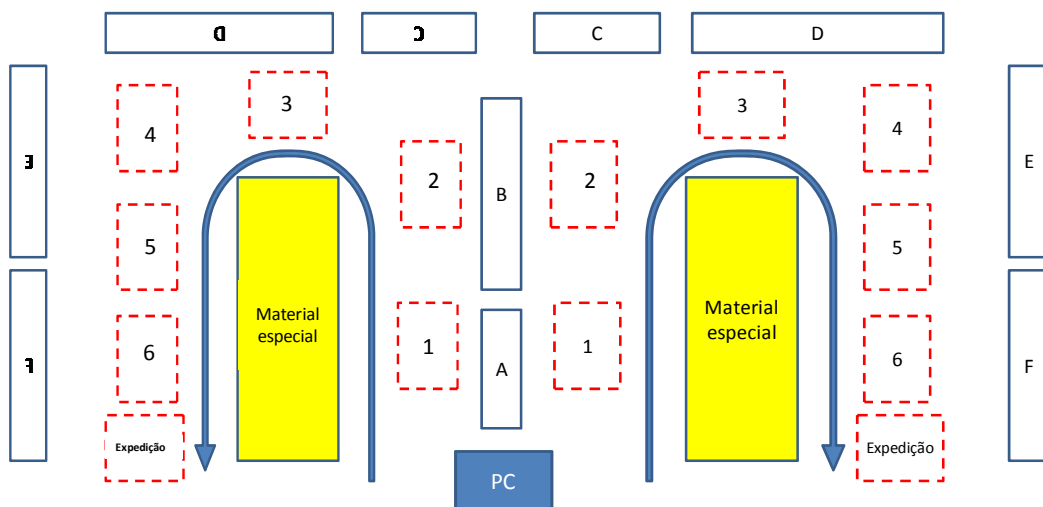 D C C D
3 3
4 4
2 2
E B E
5 5
Material
especial
Material
especial
1 1
6 6
F A F
Expedição Expedição
PC